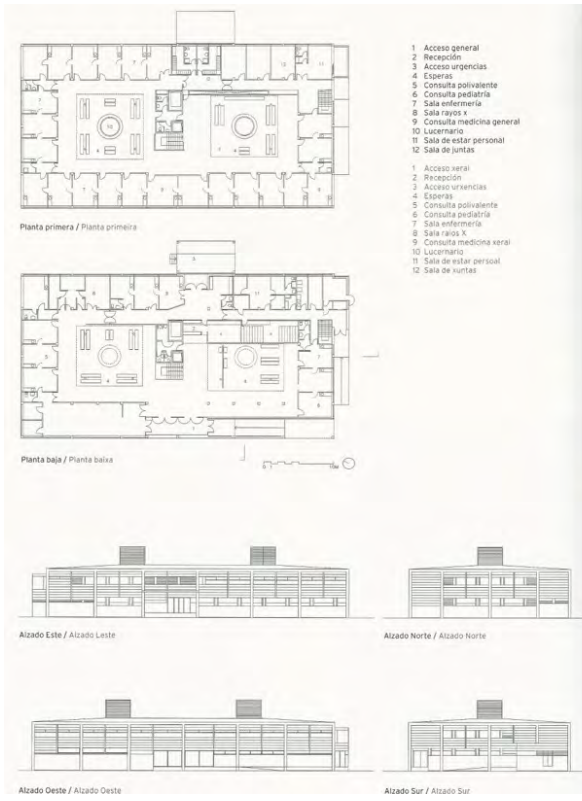 1 Acceso general
2 Recepción
3 Acceso urgencias
4 Esperas
5 Consulta polivalente
6 Consulta pediatría
7 Sala enfermería
8 Sala rayos x
9 Consulta medicina general
10 Lucernario
11 Sala de estar personal
12 Sala de juntas
1 Acceso xeral
2 Recepción
3 Acceso urxencias
4 Esperas
5 Consulta polivalente
6 Consulta pediatría
7 Sala enfermería
8 Sala raios X
9 Consulta medicina xeral
10 Lucernario
11 Sala de estar persoal
12 Sala de xuntas
Planta primera / Planta primeira
Planta baja / Planta baixa
0 10M
Alzado Este / Alzado Leste
Alzado Norte / Alzado Norte
Alzado Oeste / Alzado Oeste
Alzado Sur / Alzado Sur